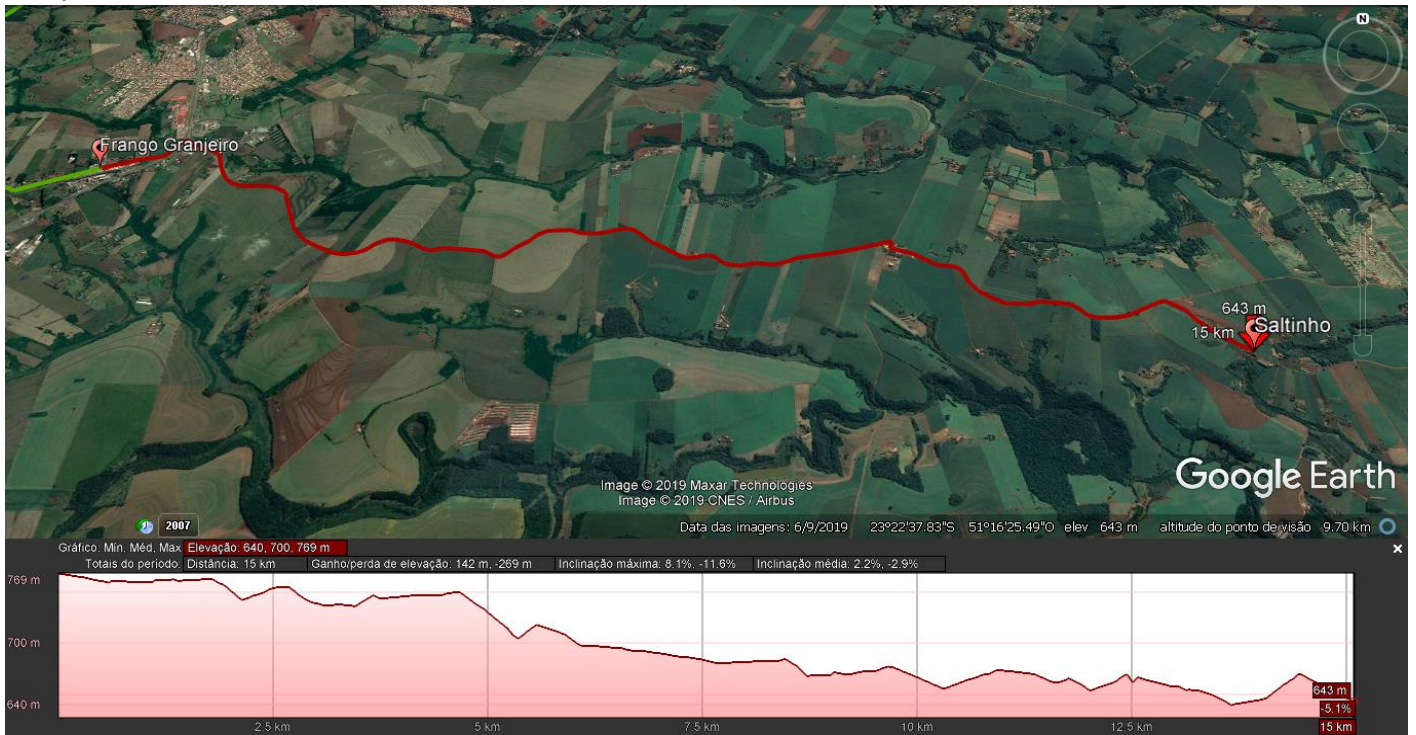 N
Frango Granjeiro
643 m
15 km
Saltinho
Google Earth
Image © 2019 Maxar Technologies
Image © 2019 CNES / Airbus
2007
Data das imagens: 6/9/2019 23°22'37.83"S 51°16'25.49"O elev 643 m altitude do ponto de visão 9.70 km
Gráfico: Mín. Méd, Max Elevação: 640, 700, 769 m
Totais do período: Distância: 15 km Ganho/perda de elevação: 142 m, -269 m Inclinação máxima: 8.1%, -11.6% Inclinação média: 2.2%, -2.9%
769 m
700 m
640 m
643 m
-5.1%
2.5 km 5 km 7.5 km 10 km 12.5 km 15 km